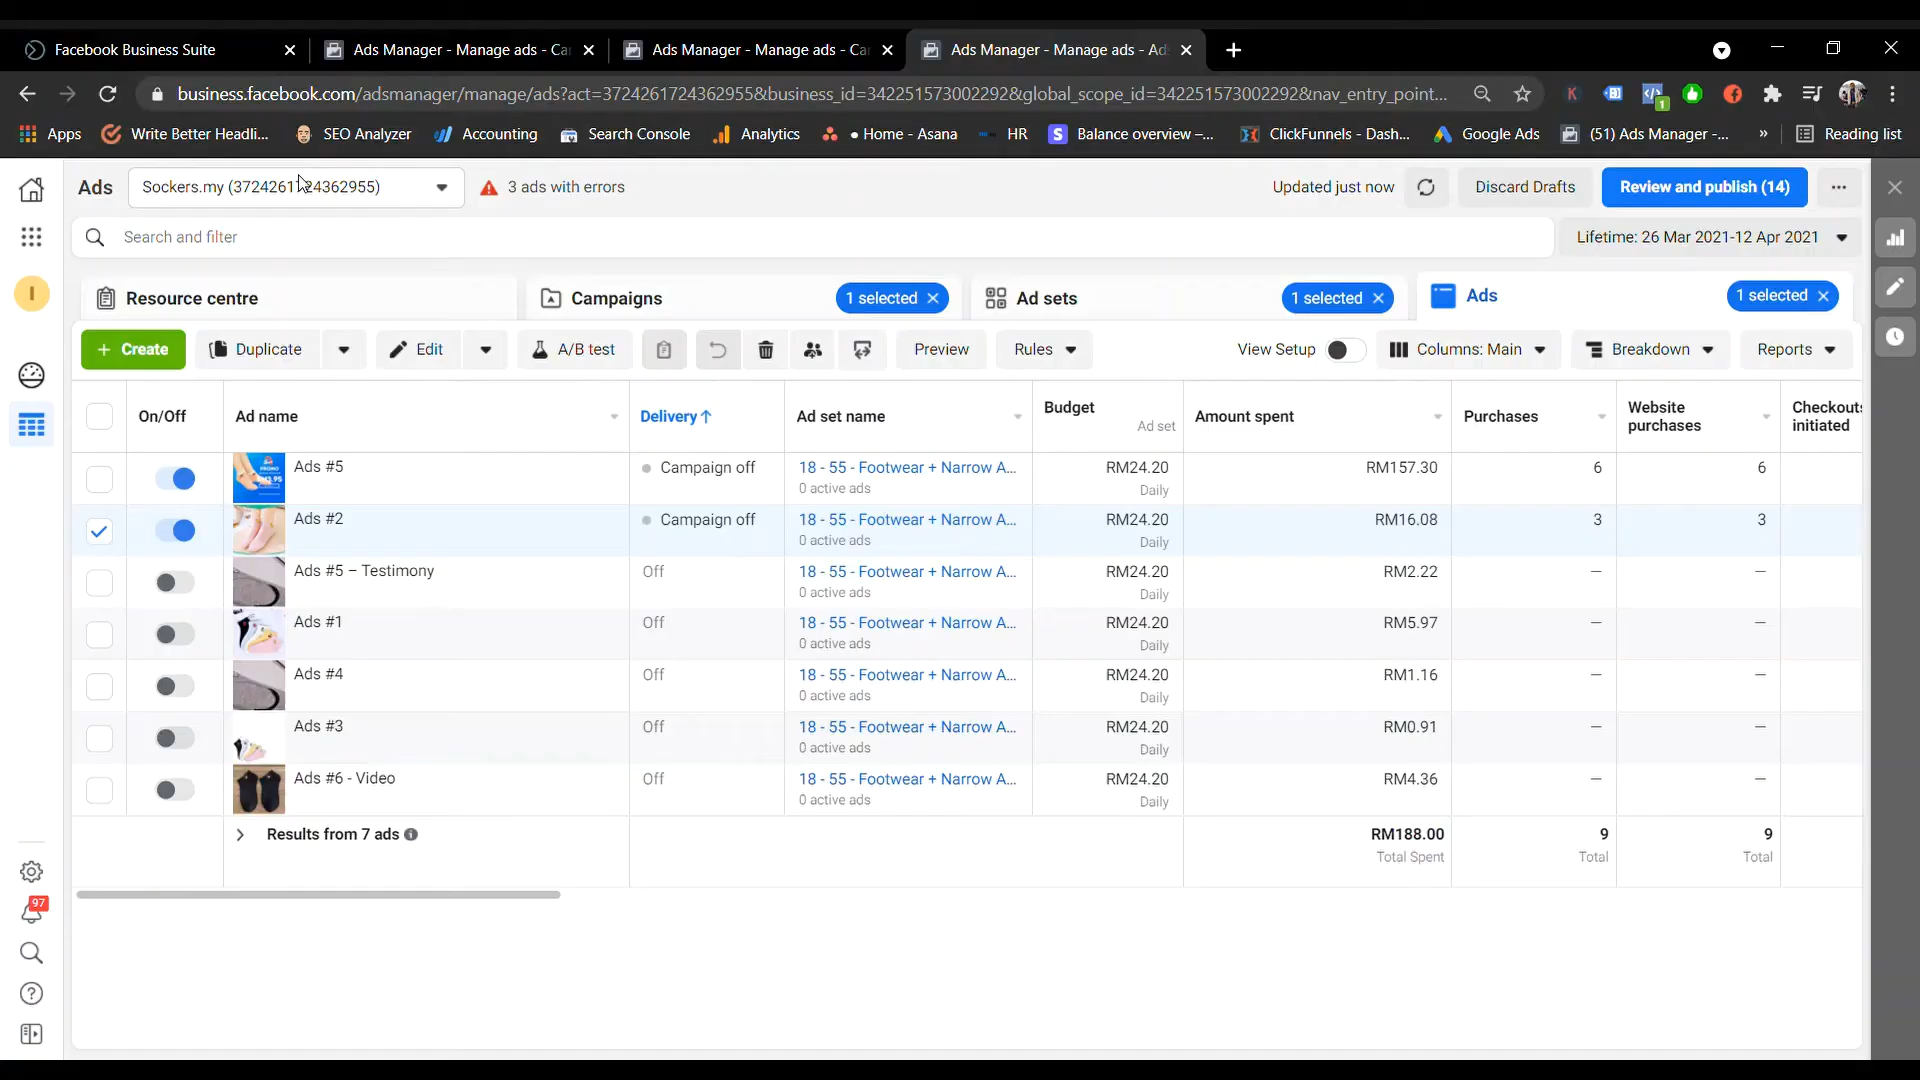 Facebook Business Suite
Ads Manager - Manage ads - Ca
Ads Manager - Manage ads - Ca
Ads Manager - Manage ads - Ad
business.facebook.com/adsmanager/manage/ads?act=3724261724362955&business_id=342251573002292&global_scope_id=342251573002292&nav_entry_point...
K
1
Apps
Write Better Headli...
SEO Analyzer
Accounting
Search Console
Analytics
• Home - Asana
HR
S
Balance overview –...
ClickFunnels - Dash...
Google Ads
(51) Ads Manager -...
»
Reading list
Ads
Sockers.my (3724261724362955)
3 ads with errors
Updated just now
Discard Drafts
Review and publish (14)
Search and filter
Lifetime: 26 Mar 2021-12 Apr 2021
I
Resource centre
Campaigns
1 selected
Ad sets
1 selected
Ads
1 selected
+ Create
Duplicate
Edit
A/B test
Preview
Rules
View Setup
Columns: Main
Breakdown
Reports
On/Off
Ad name
Delivery↑
Ad set name
Budget
Ad set
Amount spent
Purchases
Website
purchases
Checkouts
initiated
Ads #5
Campaign off
18 - 55 - Footwear + Narrow A...
0 active ads
RM24.20
Daily
RM157.30
6
6
Ads #2
Campaign off
18 - 55 - Footwear + Narrow A...
0 active ads
RM24.20
Daily
RM16.08
3
3
Ads #5 – Testimony
Off
18 - 55 - Footwear + Narrow A...
0 active ads
RM24.20
Daily
RM2.22
—
—
Ads #1
Off
18 - 55 - Footwear + Narrow A...
0 active ads
RM24.20
Daily
RM5.97
—
—
Ads #4
Off
18 - 55 - Footwear + Narrow A...
0 active ads
RM24.20
Daily
RM1.16
—
—
Ads #3
Off
18 - 55 - Footwear + Narrow A...
0 active ads
RM24.20
Daily
RM0.91
—
—
Ads #6 - Video
Off
18 - 55 - Footwear + Narrow A...
0 active ads
RM24.20
Daily
RM4.36
—
—
Results from 7 ads
RM188.00
Total Spent
9
Total
9
Total
97